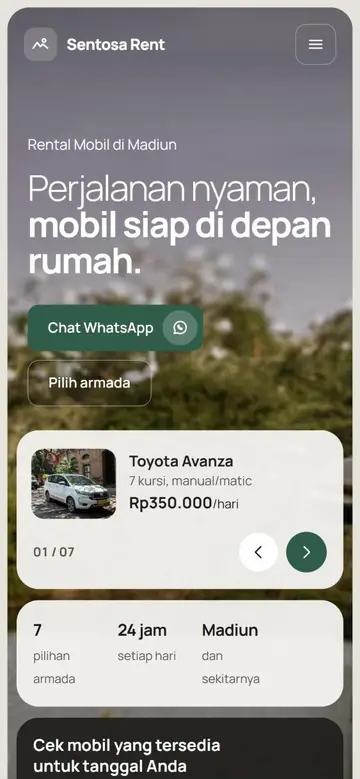 Sentosa Rent
Rental Mobil di Madiun
Perjalanan nyaman,
mobil siap di depan
rumah.
Chat WhatsApp
Pilih armada
Toyota Avanza
7 kursi, manual/matic
Rp350.000/hari
01 / 07
7
pilihan
armada
24 jam
setiap hari
Madiun
dan
sekitarnya
Cek mobil yang tersedia
untuk tanggal Anda